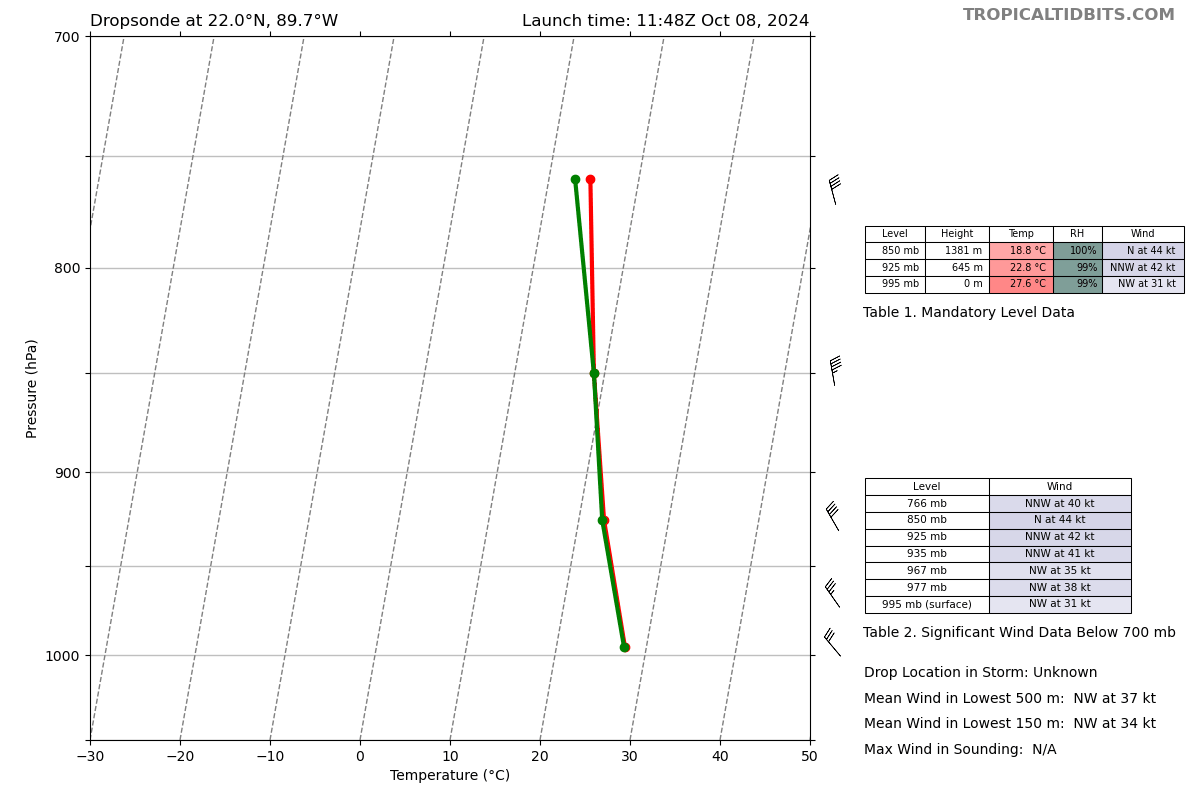 Dropsonde at 22.0°N, 89.7°W
Launch time: 11:48Z Oct 08, 2024
TROPICALTIDBITS.COM
700
800
900
1000
Pressure (hPa)
−30 −20 −10 0 10 20 30 40 50
Temperature (°C)
Level Height Temp RH Wind
850 mb 1381 m 18.8 °C 100% N at 44 kt
925 mb 645 m 22.8 °C 99% NNW at 42 kt
995 mb 0 m 27.6 °C 99% NW at 31 kt
Table 1. Mandatory Level Data
Level Wind
766 mb NNW at 40 kt
850 mb N at 44 kt
925 mb NNW at 42 kt
935 mb NNW at 41 kt
967 mb NW at 35 kt
977 mb NW at 38 kt
995 mb (surface) NW at 31 kt
Table 2. Significant Wind Data Below 700 mb
Drop Location in Storm: Unknown
Mean Wind in Lowest 500 m:  NW at 37 kt
Mean Wind in Lowest 150 m:  NW at 34 kt
Max Wind in Sounding:  N/A